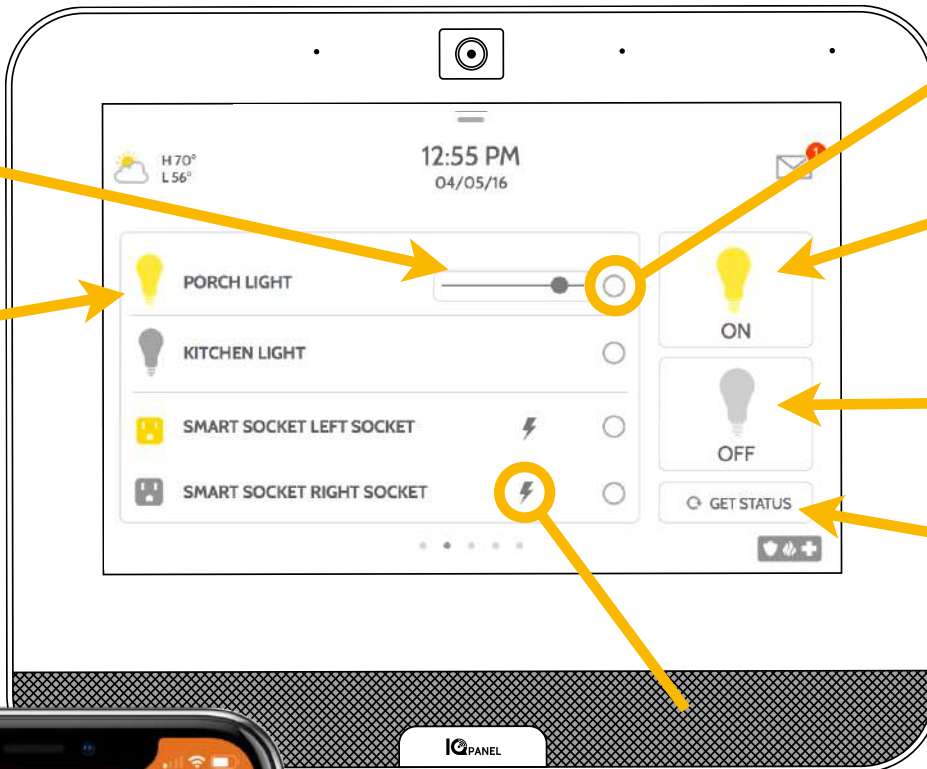 H 70°
L 56°
12:55 PM
04/05/16
1
PORCH LIGHT
KITCHEN LIGHT
SMART SOCKET LEFT SOCKET
SMART SOCKET RIGHT SOCKET
ON
OFF
GET STATUS
IQ PANEL